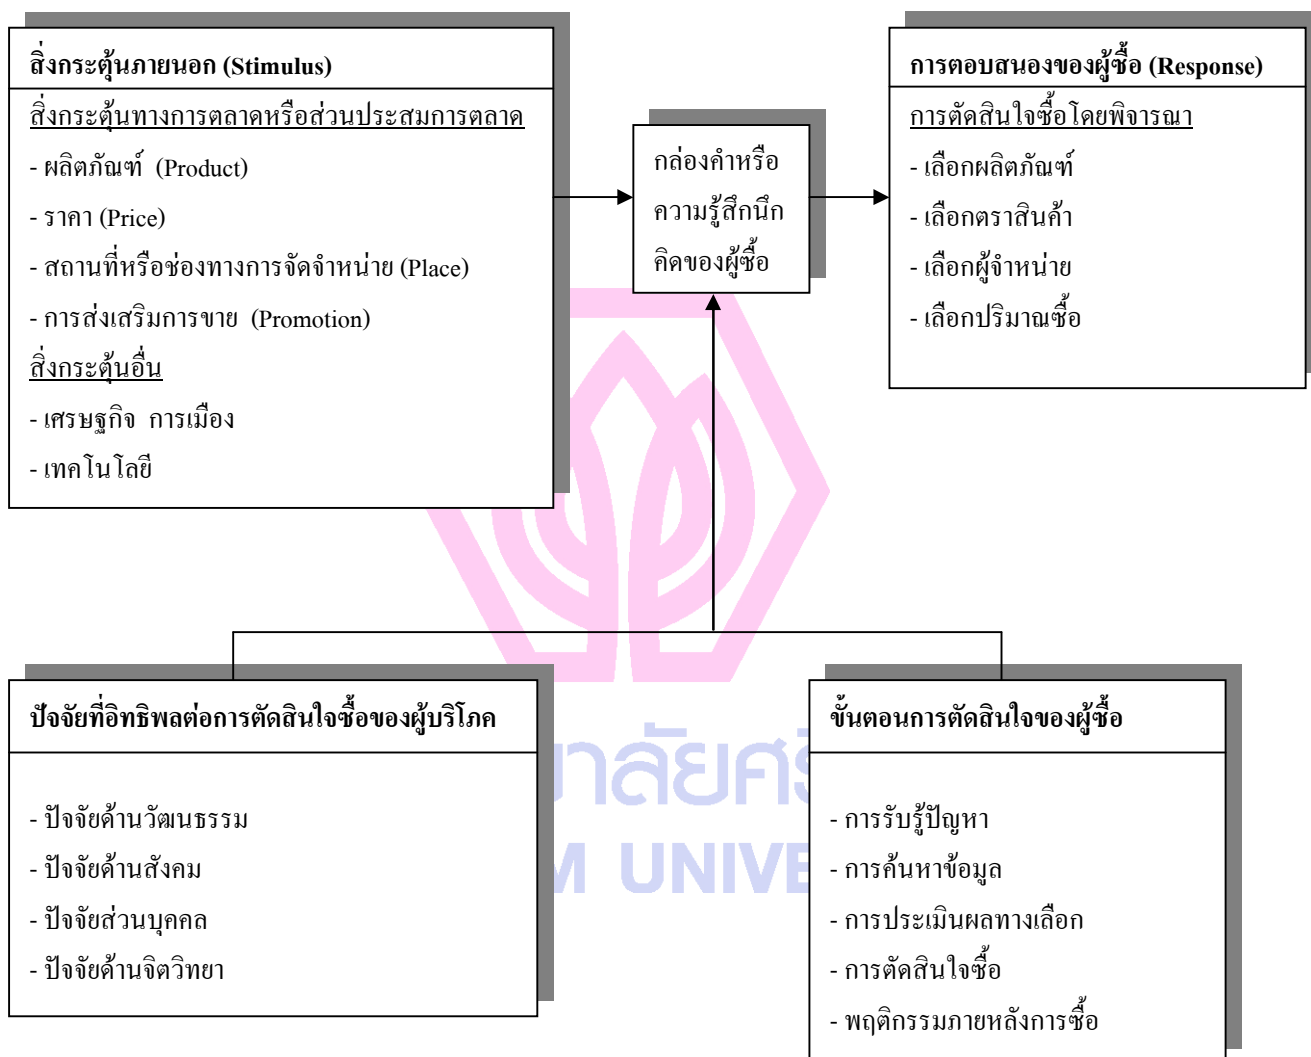 สิ่งกระตุ้นภายนอก (Stimulus)
สิ่งกระตุ้นทางการตลาดหรือส่วนประสมการตลาด
- ผลิตภัณฑ์ (Product)
- ราคา (Price)
- สถานที่หรือช่องทางการจัดจำหน่าย (Place)
- การส่งเสริมการขาย (Promotion)
สิ่งกระตุ้นอื่น
- เศรษฐกิจ การเมือง
- เทคโนโลยี
กล่องคำหรือ
ความรู้สึกนึก
คิดของผู้ซื้อ
การตอบสนองของผู้ซื้อ (Response)
การตัดสินใจซื้อโดยพิจารณา
- เลือกผลิตภัณฑ์
- เลือกตราสินค้า
- เลือกผู้จำหน่าย
- เลือกปริมาณซื้อ
ปัจจัยที่อิทธิพลต่อการตัดสินใจซื้อของผู้บริโภค
- ปัจจัยด้านวัฒนธรรม
- ปัจจัยด้านสังคม
- ปัจจัยส่วนบุคคล
- ปัจจัยด้านจิตวิทยา
ขั้นตอนการตัดสินใจของผู้ซื้อ
- การรับรู้ปัญหา
- การค้นหาข้อมูล
- การประเมินผลทางเลือก
- การตัดสินใจซื้อ
- พฤติกรรมภายหลังการซื้อ